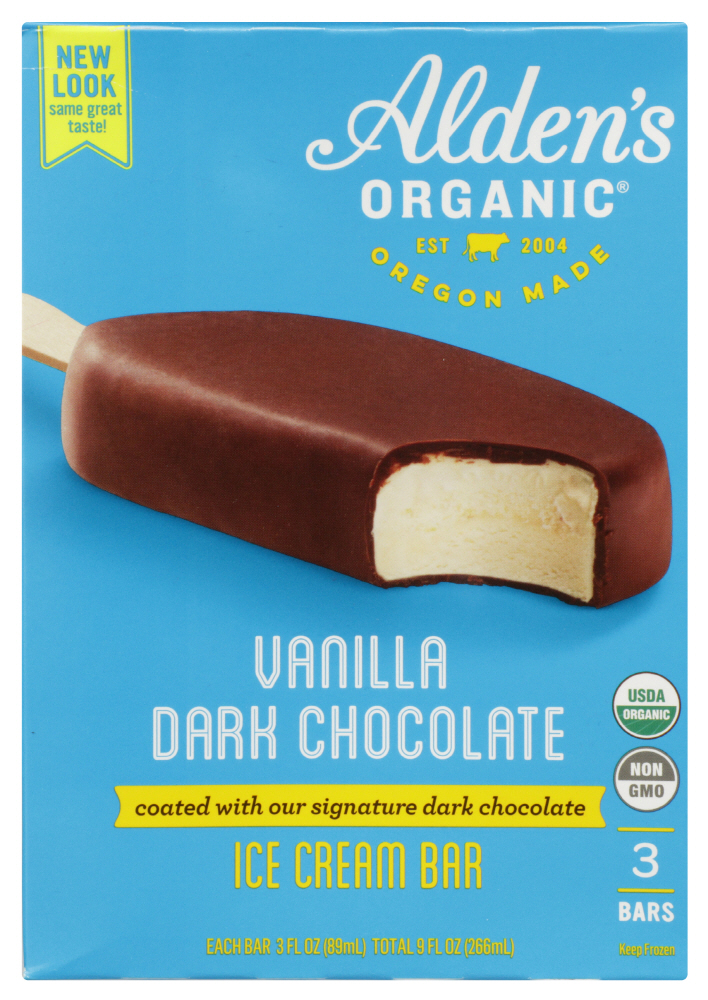 NEW
LOOK
same great
taste!
Alden's
ORGANIC®
EST 2004
OREGON MADE
VANILLA
DARK CHOCOLATE
coated with our signature dark chocolate
ICE CREAM BAR
EACH BAR 3 FL OZ (89mL) TOTAL 9 FL OZ (266mL)
USDA
ORGANIC
NON
GMO
3
BARS
Keep Frozen